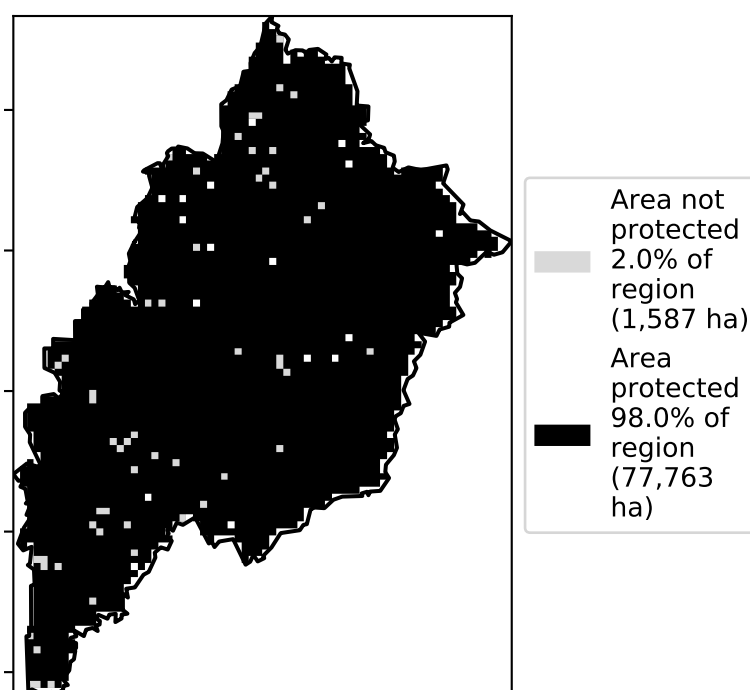 Area not
protected
2.0% of
region
(1,587 ha)
Area
protected
98.0% of
region
(77,763
ha)